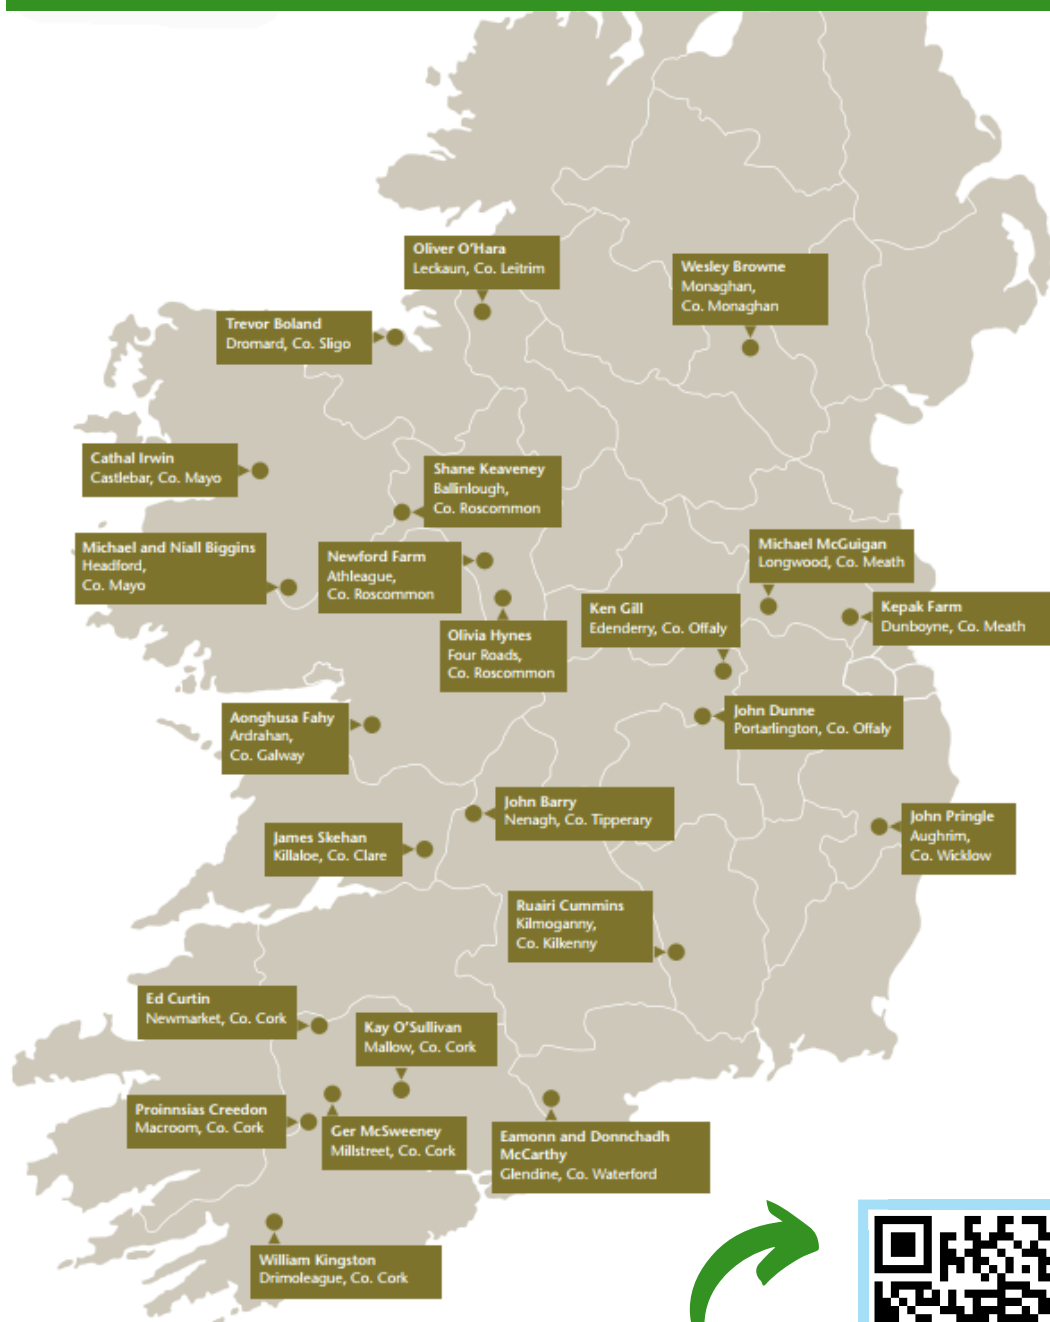 Oliver O'Hara
Leckaun, Co. Leitrim
Wesley Browne
Monaghan,
Co. Monaghan
Trevor Boland
Dromard, Co. Sligo
Cathal Irwin
Castlebar, Co. Mayo
Shane Keaveney
Ballinlough,
Co. Roscommon
Michael and Niall Biggins
Headford,
Co. Mayo
Newford Farm
Athleague,
Co. Roscommon
Michael McGuigan
Longwood, Co. Meath
Ken Gill
Edenderry, Co. Offaly
Kepak Farm
Dunboyne, Co. Meath
Olivia Hynes
Four Roads,
Co. Roscommon
Aonghusa Fahy
Ardrahan,
Co. Galway
John Dunne
Portarlington, Co. Offaly
John Barry
Nenagh, Co. Tipperary
James Skehan
Killaloe, Co. Clare
John Pringle
Aughrim,
Co. Wicklow
Ruairi Cummins
Kilmoganny,
Co. Kilkenny
Ed Curtin
Newmarket, Co. Cork
Kay O'Sullivan
Mallow, Co. Cork
Proinnsias Creedon
Macroom, Co. Cork
Ger McSweeney
Millstreet, Co. Cork
Eamonn and Donnchadh
McCarthy
Glendine, Co. Waterford
William Kingston
Drimoleague, Co. Cork